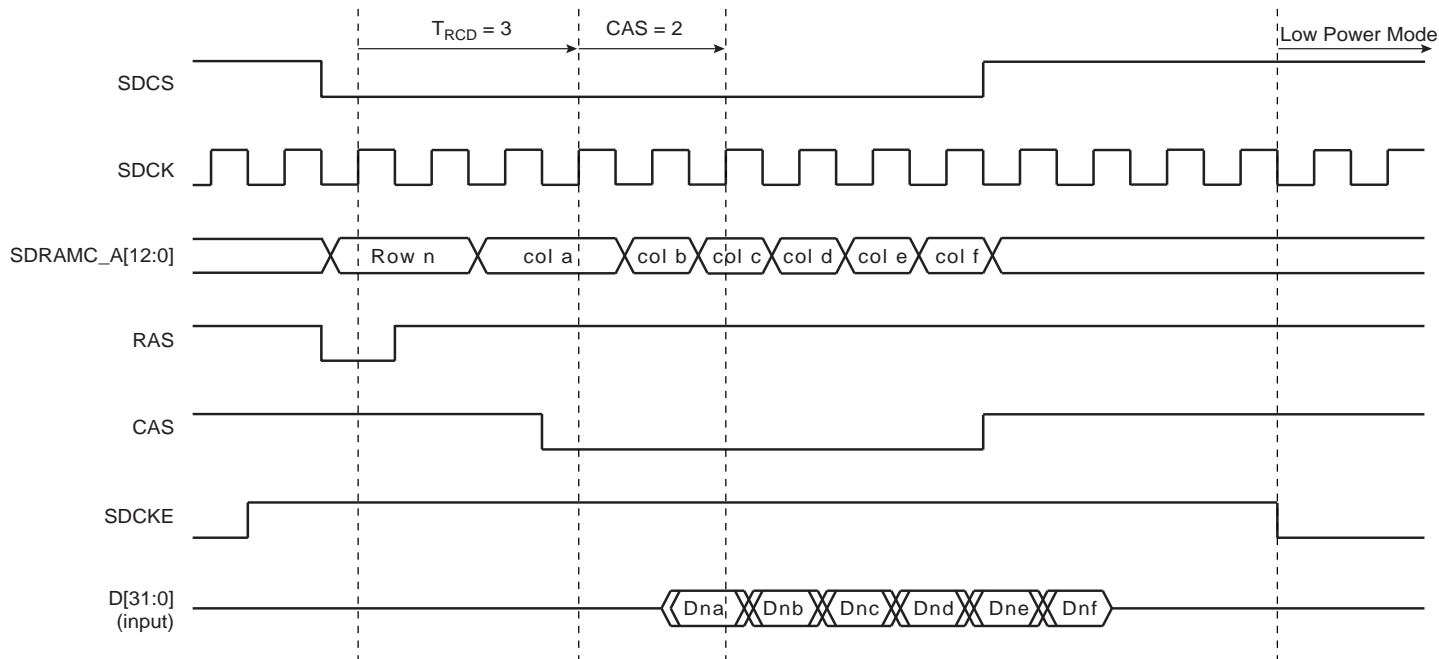 T_RCD = 3
CAS = 2
Low Power Mode
SDCS
SDCK
SDRAMC_A[12:0]
Row n
col a
col b
col c
col d
col e
col f
RAS
CAS
SDCKE
D[31:0]
(input)
Dna
Dnb
Dnc
Dnd
Dne
Dnf